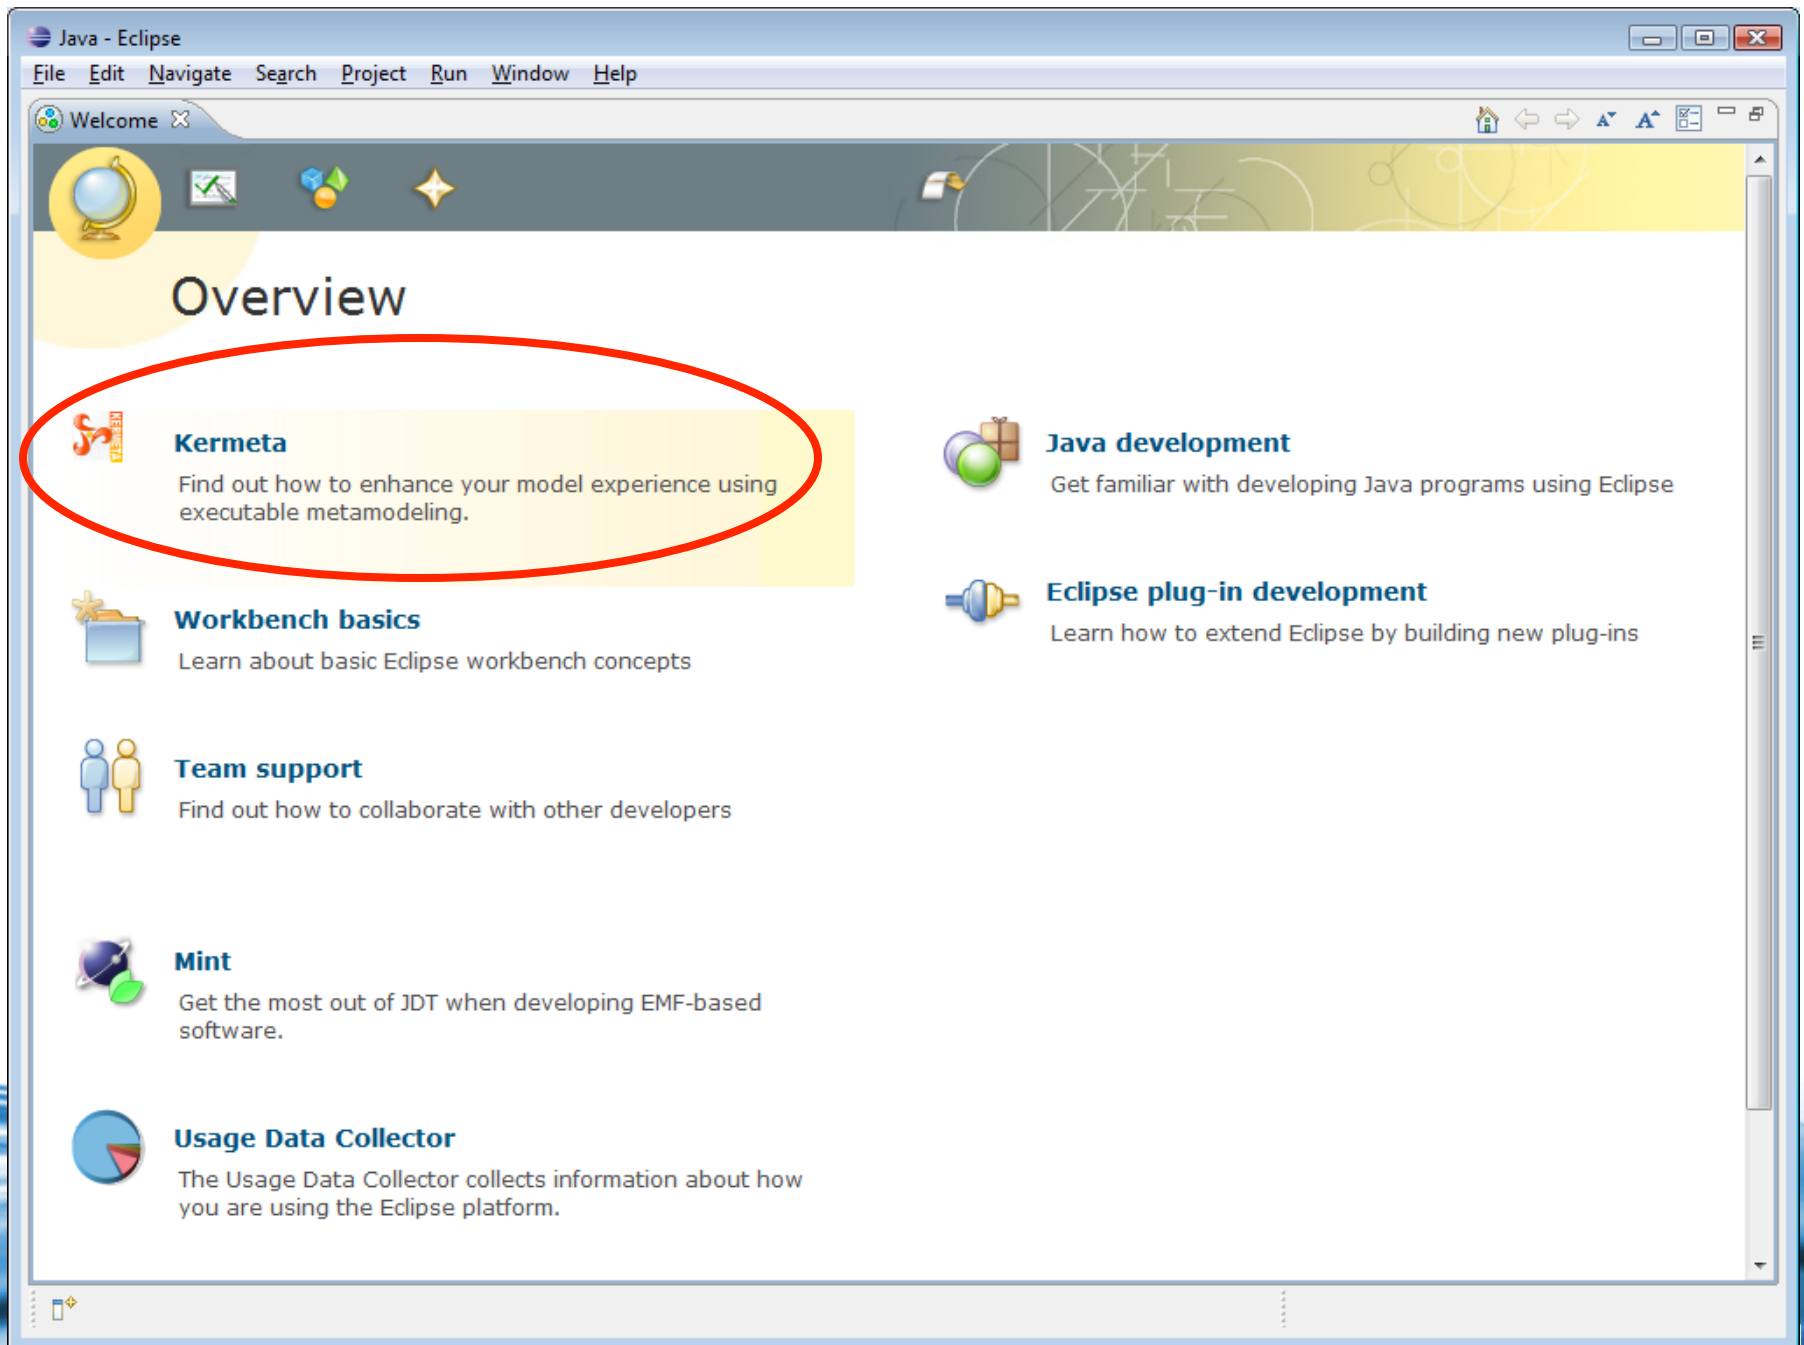 Java - Eclipse
File Edit Navigate Search Project Run Window Help
Welcome
Overview
KERMETA
Kermeta
Find out how to enhance your model experience using
executable metamodeling.
Workbench basics
Learn about basic Eclipse workbench concepts
Team support
Find out how to collaborate with other developers
Mint
Get the most out of JDT when developing EMF-based
software.
Usage Data Collector
The Usage Data Collector collects information about how
you are using the Eclipse platform.
Java development
Get familiar with developing Java programs using Eclipse
Eclipse plug-in development
Learn how to extend Eclipse by building new plug-ins